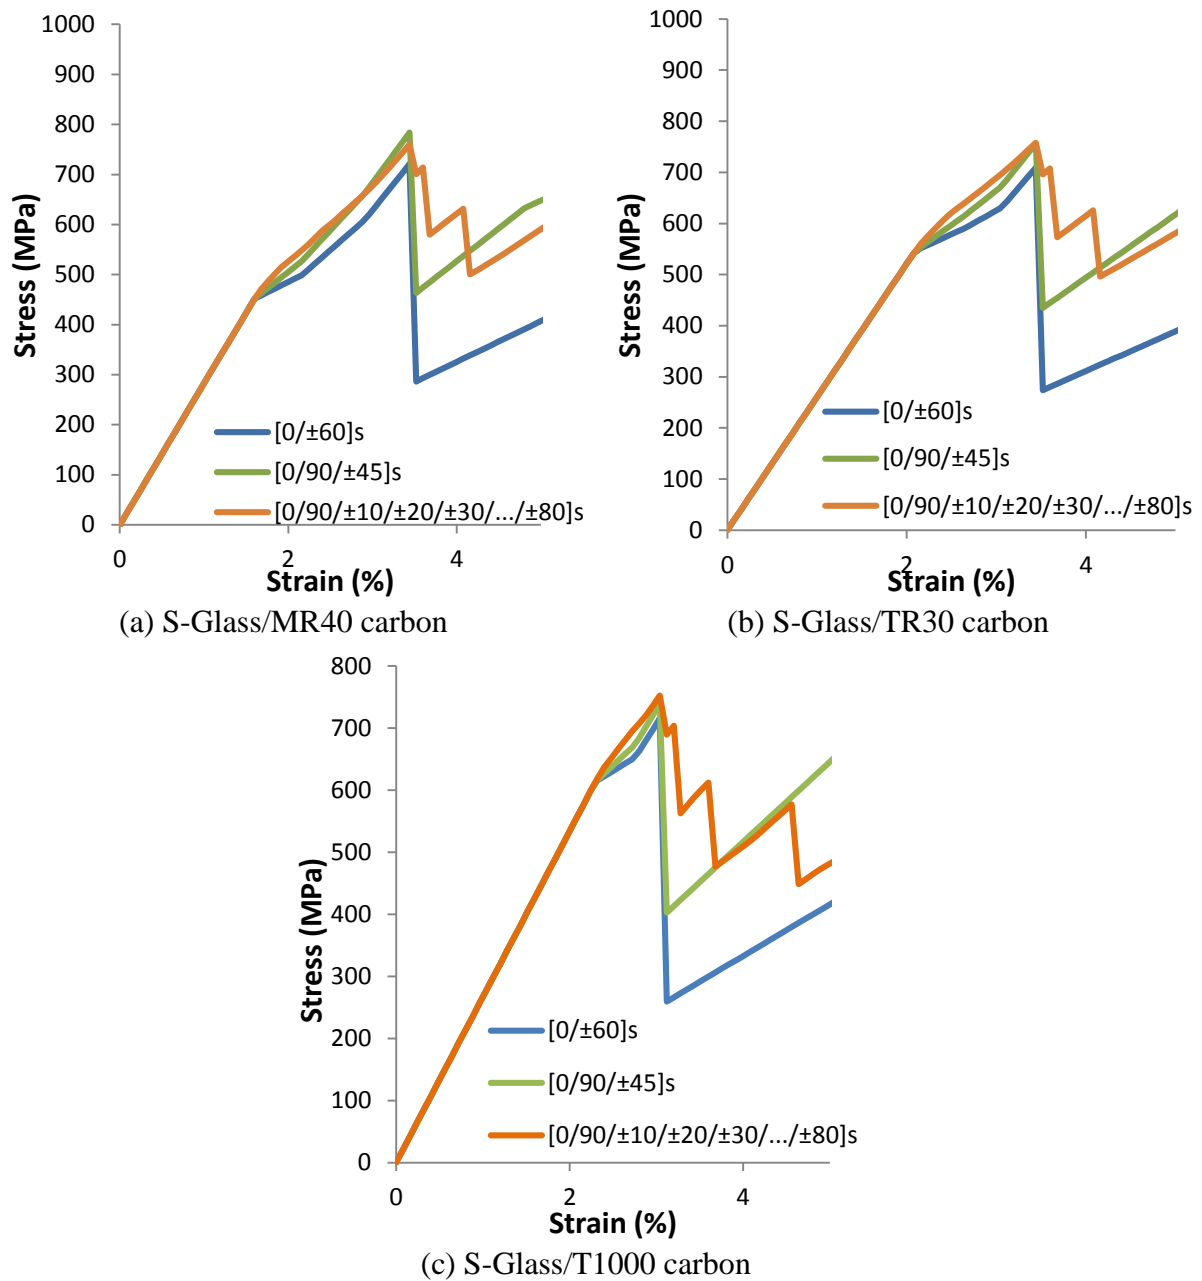 1000
900
800
700
600
500
400
300
200
100
0
Stress (MPa)
[0/±60]s
[0/90/±45]s
[0/90/±10/±20/±30/.../±80]s
0
2
4
Strain (%)
(a) S-Glass/MR40 carbon
1000
900
800
700
600
500
400
300
200
100
0
Stress (MPa)
[0/±60]s
[0/90/±45]s
[0/90/±10/±20/±30/.../±80]s
0
2
4
Strain (%)
(b) S-Glass/TR30 carbon
800
700
600
500
400
300
200
100
0
Stress (MPa)
[0/±60]s
[0/90/±45]s
[0/90/±10/±20/±30/.../±80]s
0
2
4
Strain (%)
(c) S-Glass/T1000 carbon